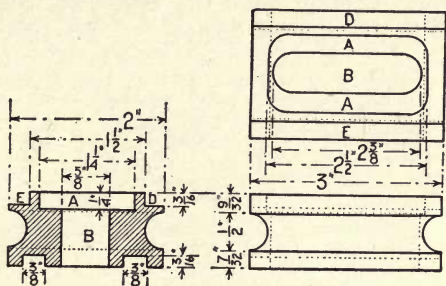 2"
1 1/2"
1 1/4"
5/8"
E
A
D
1/4"
3/16"
B
3/16"
3/8"
3/8"
D
A
B
A
E
2 3/8"
2 1/2"
3"
9/32"
1/2"
7/32"